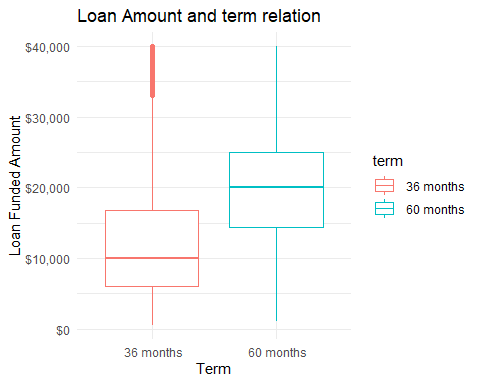 Loan Amount and term relation
Loan Funded Amount
$40,000
$30,000
$20,000
$10,000
$0
36 months
60 months
Term
term
36 months
60 months